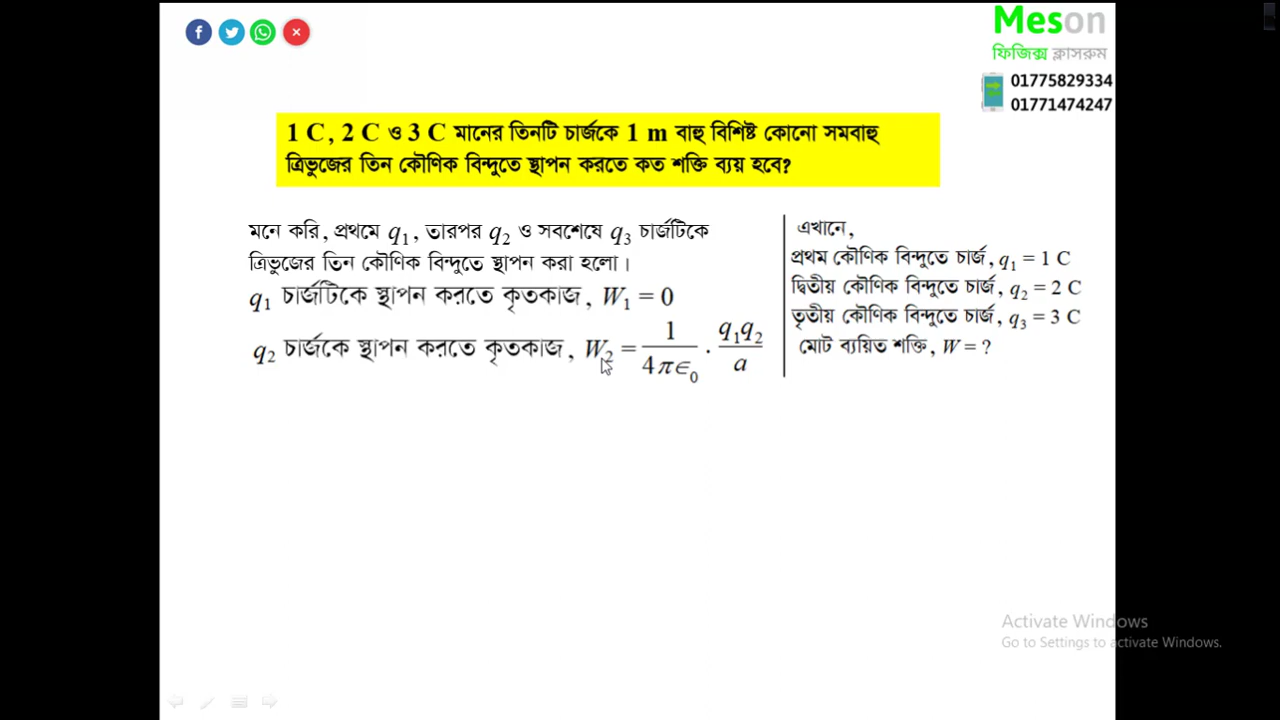 Meson
ফিজিক্স ক্লাসরুম
01775829334
01771474247
1 C, 2 C ও 3 C মানের তিনটি চার্জকে 1 m বাহু বিশিষ্ট কোনো সমবাহু
ত্রিভুজের তিন কৌণিক বিন্দুতে স্থাপন করতে কত শক্তি ব্যয় হবে?
মনে করি, প্রথমে q₁, তারপর q₂ ও সবশেষে q₃ চার্জটিকে
ত্রিভুজের তিন কৌণিক বিন্দুতে স্থাপন করা হলো।
q₁ চার্জটিকে স্থাপন করতে কৃতকাজ, W₁ = 0
q₂ চার্জকে স্থাপন করতে কৃতকাজ, W₂ = 1/4π∈₀ · q₁q₂/a
এখানে,
প্রথম কৌণিক বিন্দুতে চার্জ, q₁ = 1 C
দ্বিতীয় কৌণিক বিন্দুতে চার্জ, q₂ = 2 C
তৃতীয় কৌণিক বিন্দুতে চার্জ, q₃ = 3 C
মোট ব্যয়িত শক্তি, W = ?
Activate Windows
Go to Settings to activate Windows.